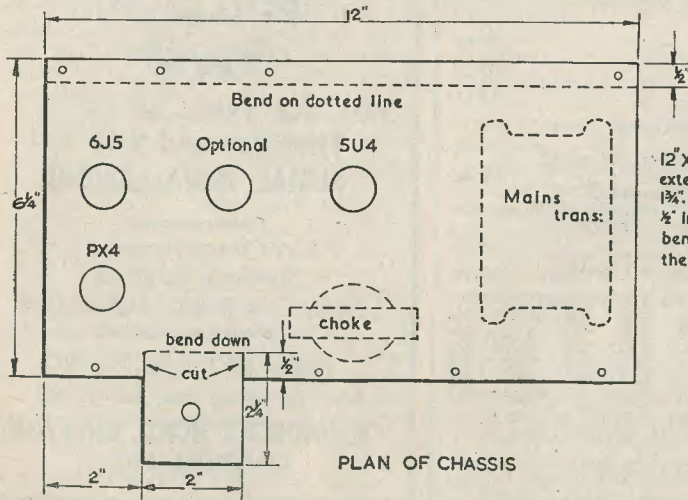 12"
½"
Bend on dotted line
6J5 Optional 5U4
6¼"
Mains
trans:
12"X
exte
1¾".
½" in
ben
the
PX4
choke
bend down
cut
½"
2¼"
2" 2"
PLAN OF CHASSIS